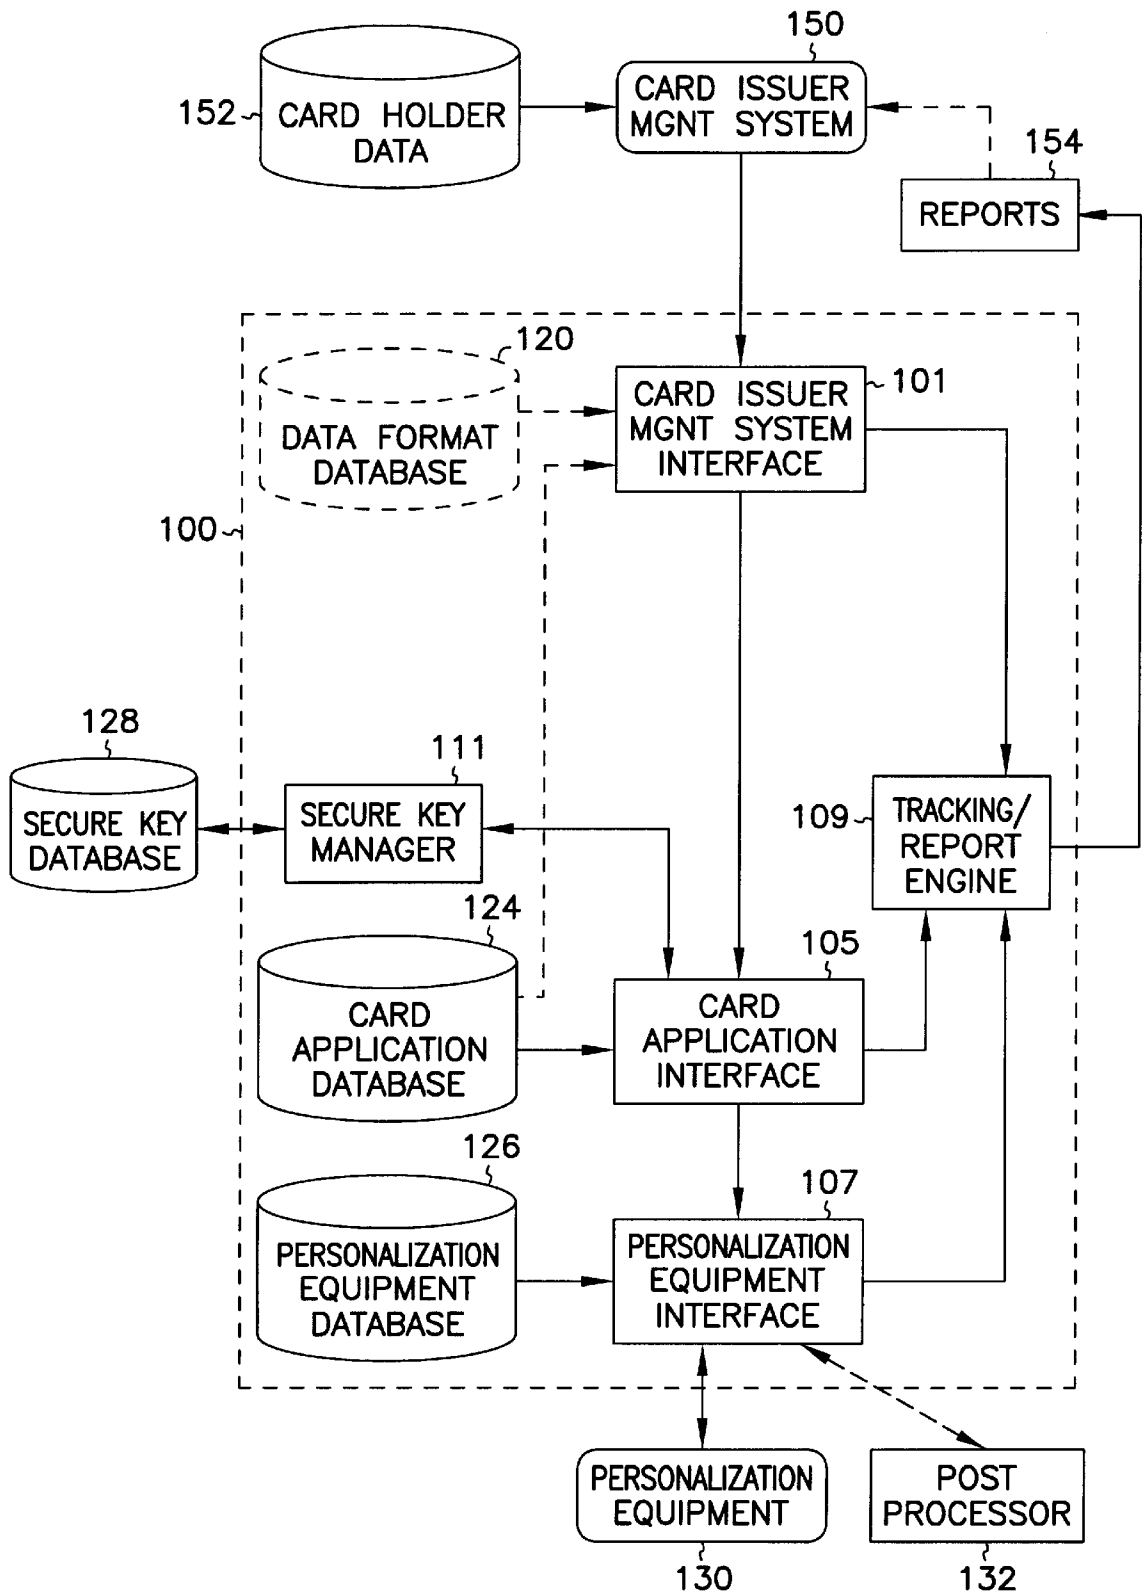 150
CARD ISSUER
MGNT SYSTEM
152
CARD HOLDER
DATA
154
REPORTS
120
DATA FORMAT
DATABASE
101
CARD ISSUER
MGNT SYSTEM
INTERFACE
100
128
SECURE KEY
DATABASE
111
SECURE KEY
MANAGER
109
TRACKING/
REPORT
ENGINE
124
CARD
APPLICATION
DATABASE
105
CARD
APPLICATION
INTERFACE
126
PERSONALIZATION
EQUIPMENT
DATABASE
107
PERSONALIZATION
EQUIPMENT
INTERFACE
PERSONALIZATION
EQUIPMENT
130
POST
PROCESSOR
132